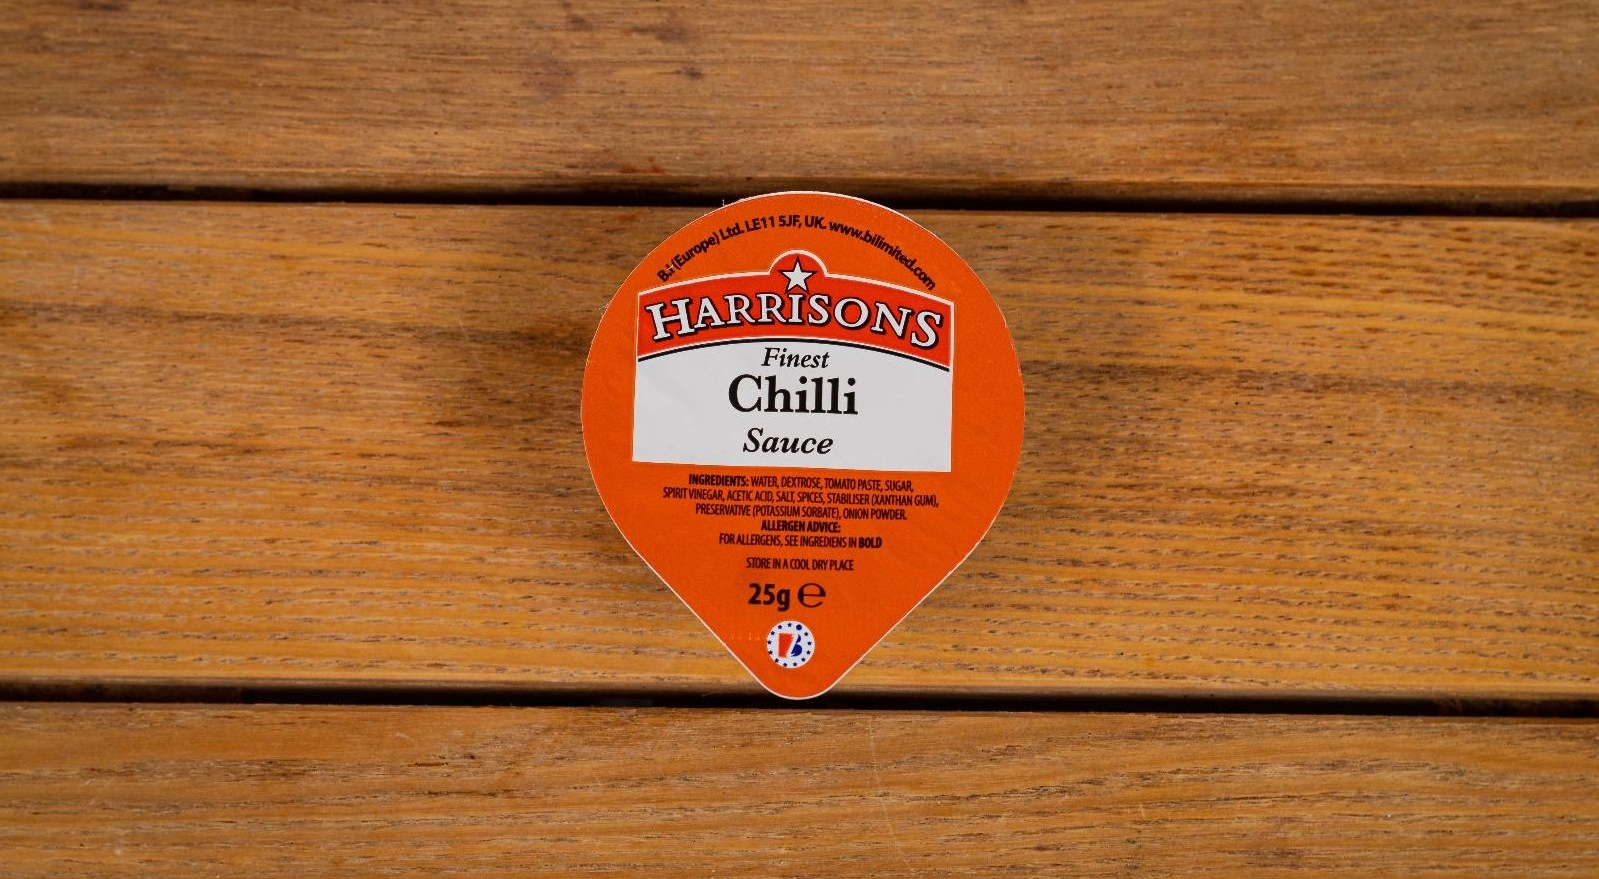 B.i. (Europe) Ltd. LE11 5JF, UK. www.bilimited.com
HARRISONS
Finest
Chilli
Sauce
INGREDIENTS: WATER, DEXTROSE, TOMATO PASTE, SUGAR,
SPIRIT VINEGAR, ACETIC ACID, SALT, SPICES, STABILISER (XANTHAN GUM),
PRESERVATIVE (POTASSIUM SORBATE), ONION POWDER.
ALLERGEN ADVICE:
FOR ALLERGENS, SEE INGREDIENS IN BOLD
STORE IN A COOL DRY PLACE
25g ℮